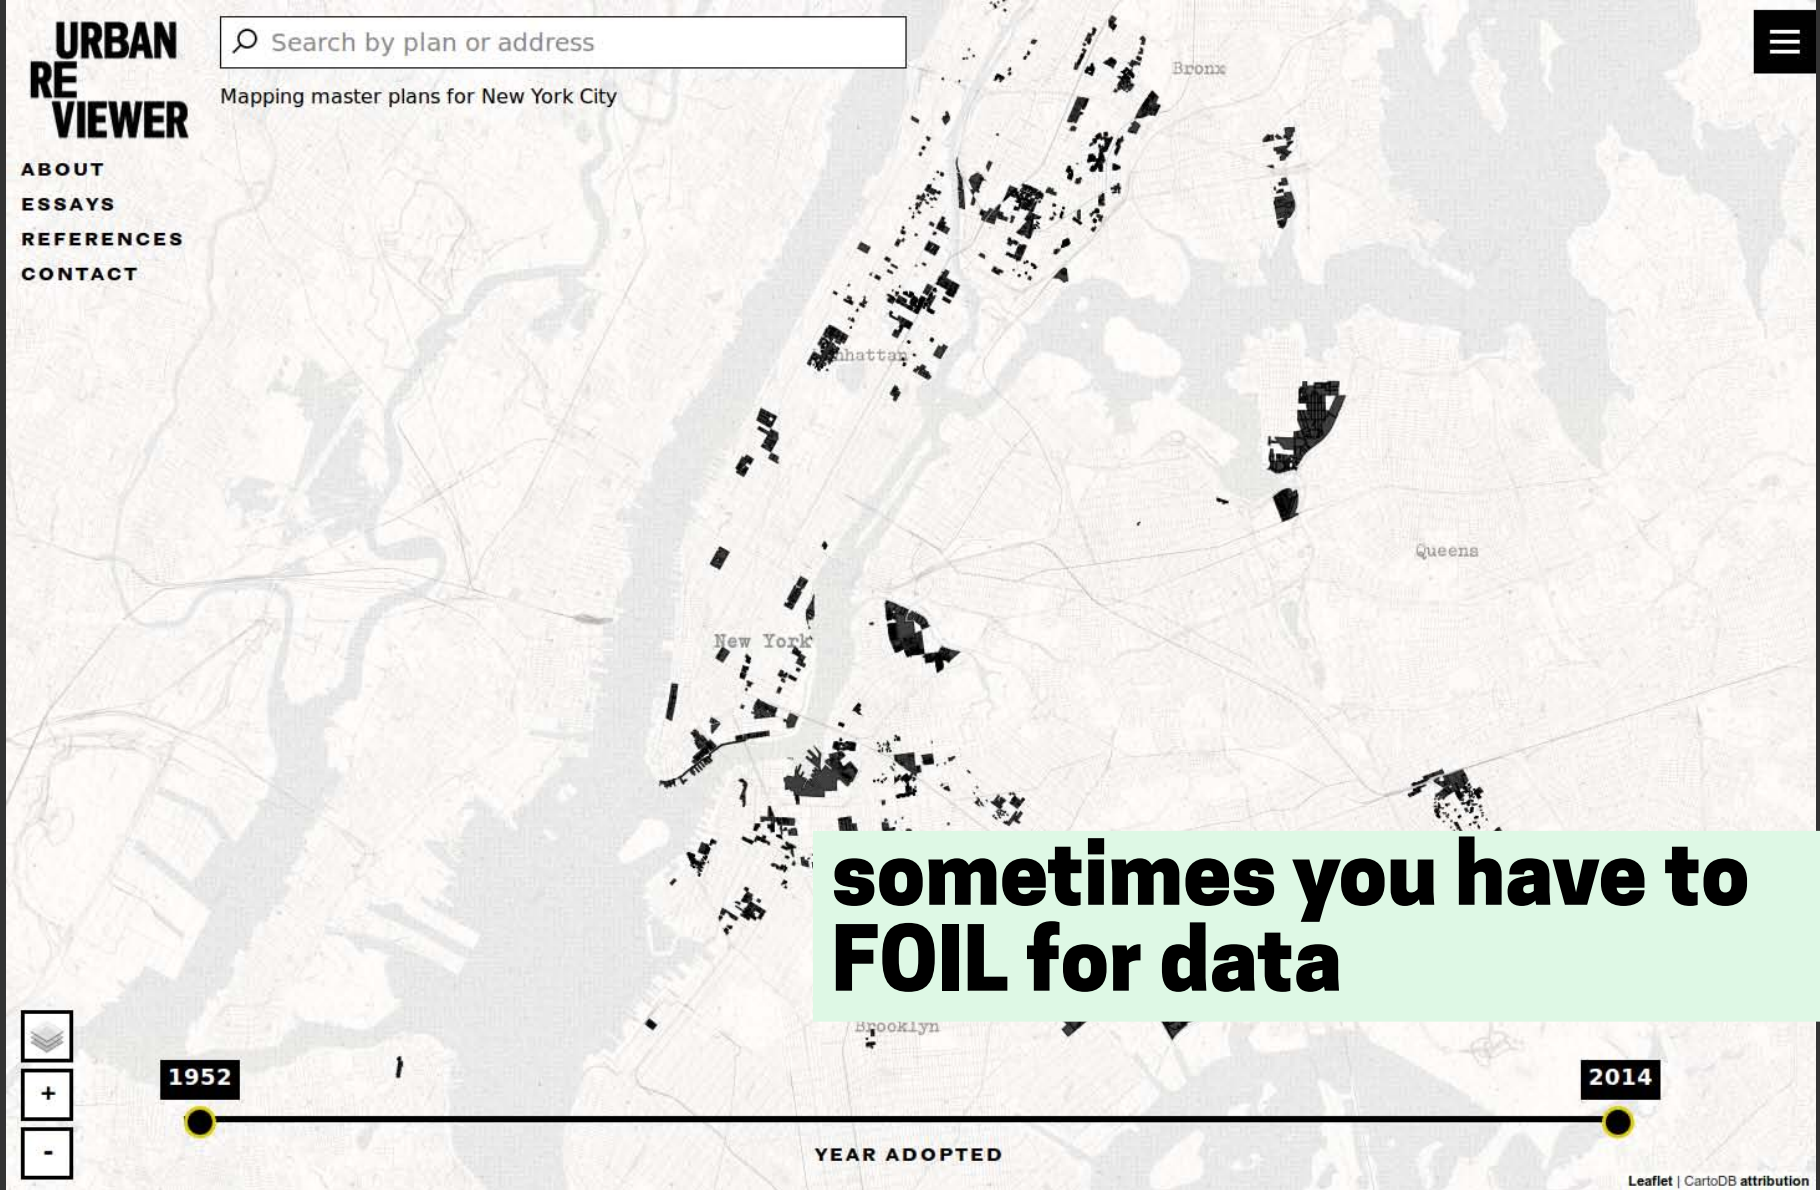 URBAN
RE
VIEWER
Search by plan or address
Mapping master plans for New York City
ABOUT
ESSAYS
REFERENCES
CONTACT
Bronx
nhattan
Queens
New York
sometimes you have to
FOIL for data
Brooklyn
+
-
1952
2014
YEAR ADOPTED
Leaflet | CartoDB attribution